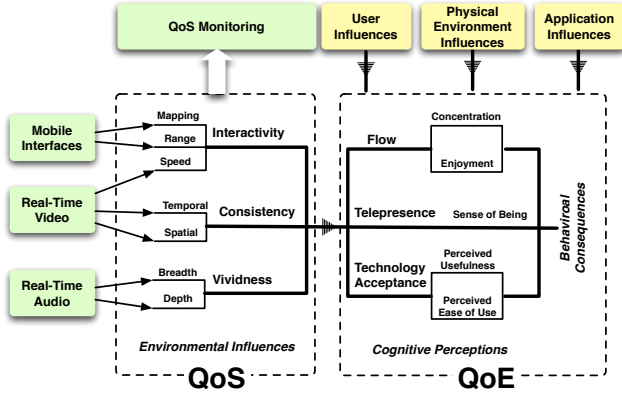 QoS Monitoring
User
Influences
Physical
Environment
Influences
Application
Influences
Mobile
Interfaces
Real-Time
Video
Real-Time
Audio
Mapping
Range
Speed
Interactivity
Temporal
Spatial
Consistency
Breadth
Depth
Vividness
Environmental Influences
QoS
Flow
Concentration
Enjoyment
Telepresence
Sense of Being
Technology
Acceptance
Perceived
Usefulness
Perceived
Ease of Use
Behaviroal
Consequences
Cognitive Perceptions
QoE